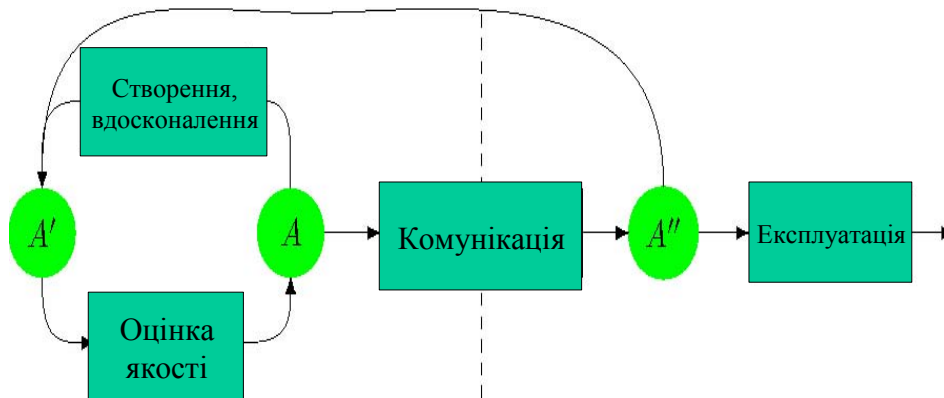 Створення,
вдосконалення
A'
A
Комунікація
A''
Експлуатація
Оцінка
якості